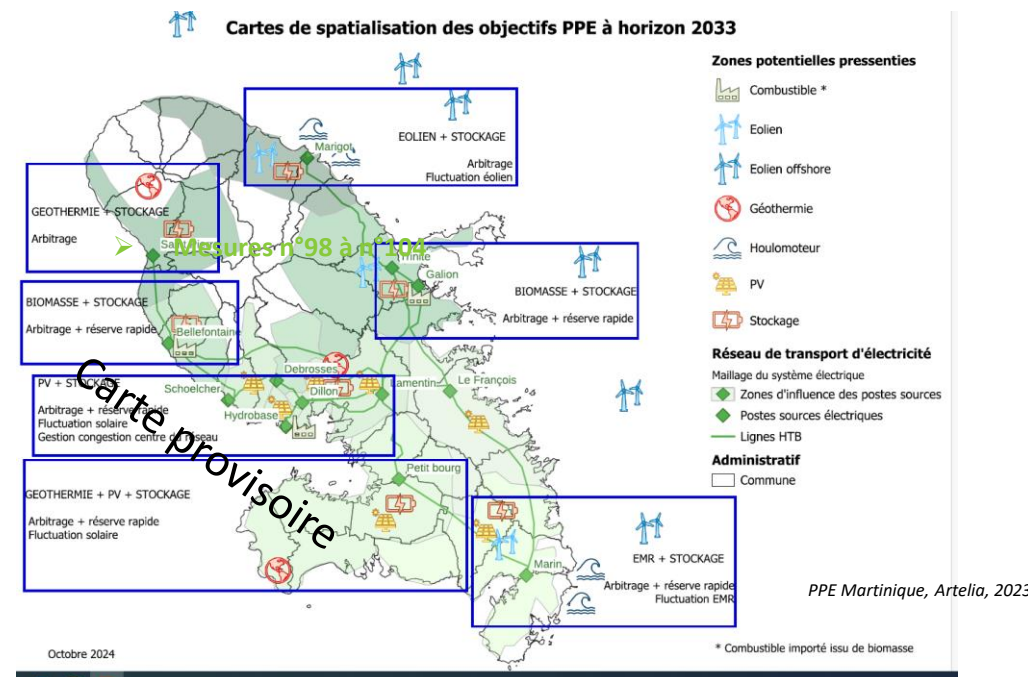 Cartes de spatialisation des objectifs PPE à horizon 2033
Zones potentielles pressenties
Combustible *
Eolien
Eolien offshore
Géothermie
Houlomoteur
PV
Stockage
Réseau de transport d'électricité
Maillage du système électrique
Zones d'influence des postes sources
Postes sources électriques
Lignes HTB
Administratif
Commune
EOLIEN + STOCKAGE
Arbitrage
Fluctuation éolien
Marigot
GEOTHERMIE + STOCKAGE
Arbitrage
Mesures n°98 à n°104
Trinité
Galion
BIOMASSE + STOCKAGE
Arbitrage + réserve rapide
BIOMASSE + STOCKAGE
Arbitrage + réserve rapide
Bellefontaine
PV + STOCKAGE
Arbitrage + réserve rapide
Fluctuation solaire
Gestion congestion centre du réseau
Schoelcher
Hydrobase
Debrosses
Dillon
Lamentin
Le François
Carte provisoire
Petit bourg
GEOTHERMIE + PV + STOCKAGE
Arbitrage + réserve rapide
Fluctuation solaire
EMR + STOCKAGE
Arbitrage + réserve rapide
Fluctuation EMR
Marin
PPE Martinique, Artelia, 2023
Octobre 2024
* Combustible importé issu de biomasse